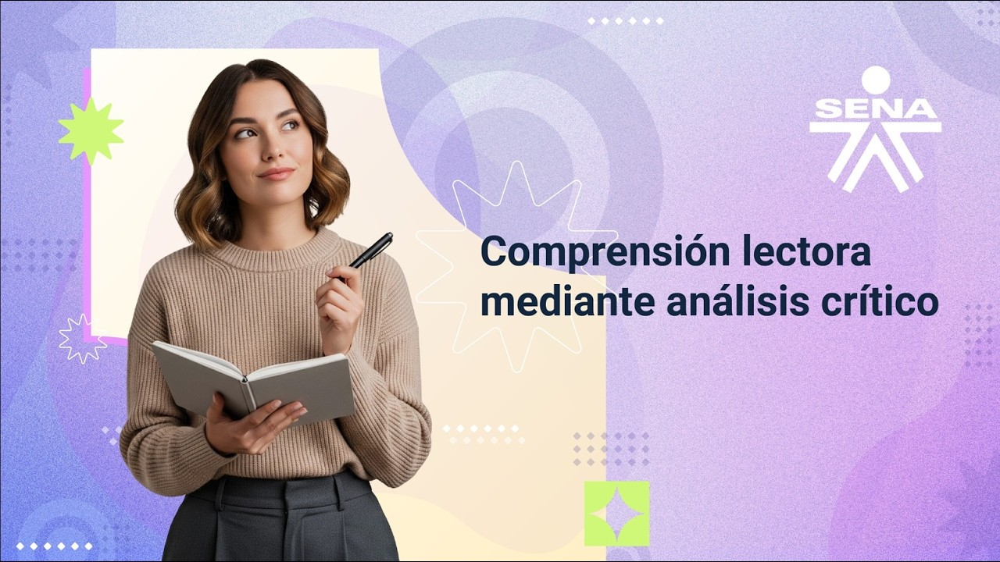 SENA
Comprensión lectora
mediante análisis crítico